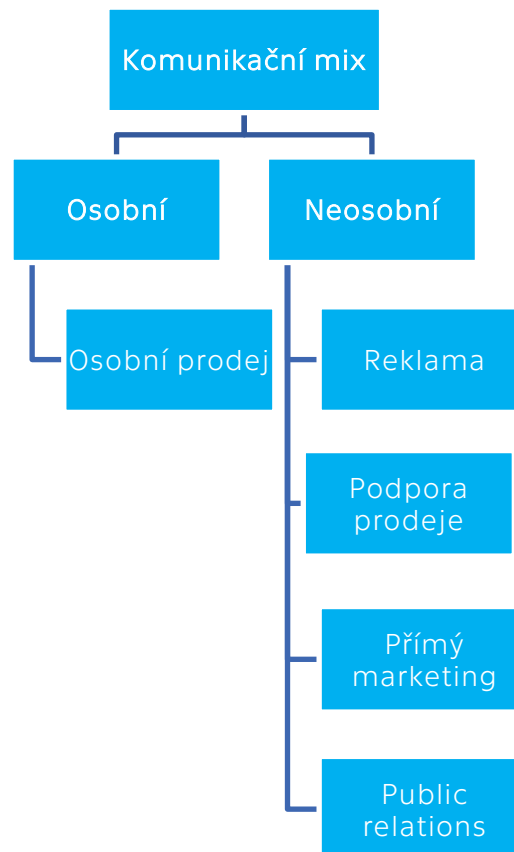 Komunikační mix
Osobní
Neosobní
Osobní prodej
Reklama
Podpora
prodeje
Přímý
marketing
Public
relations